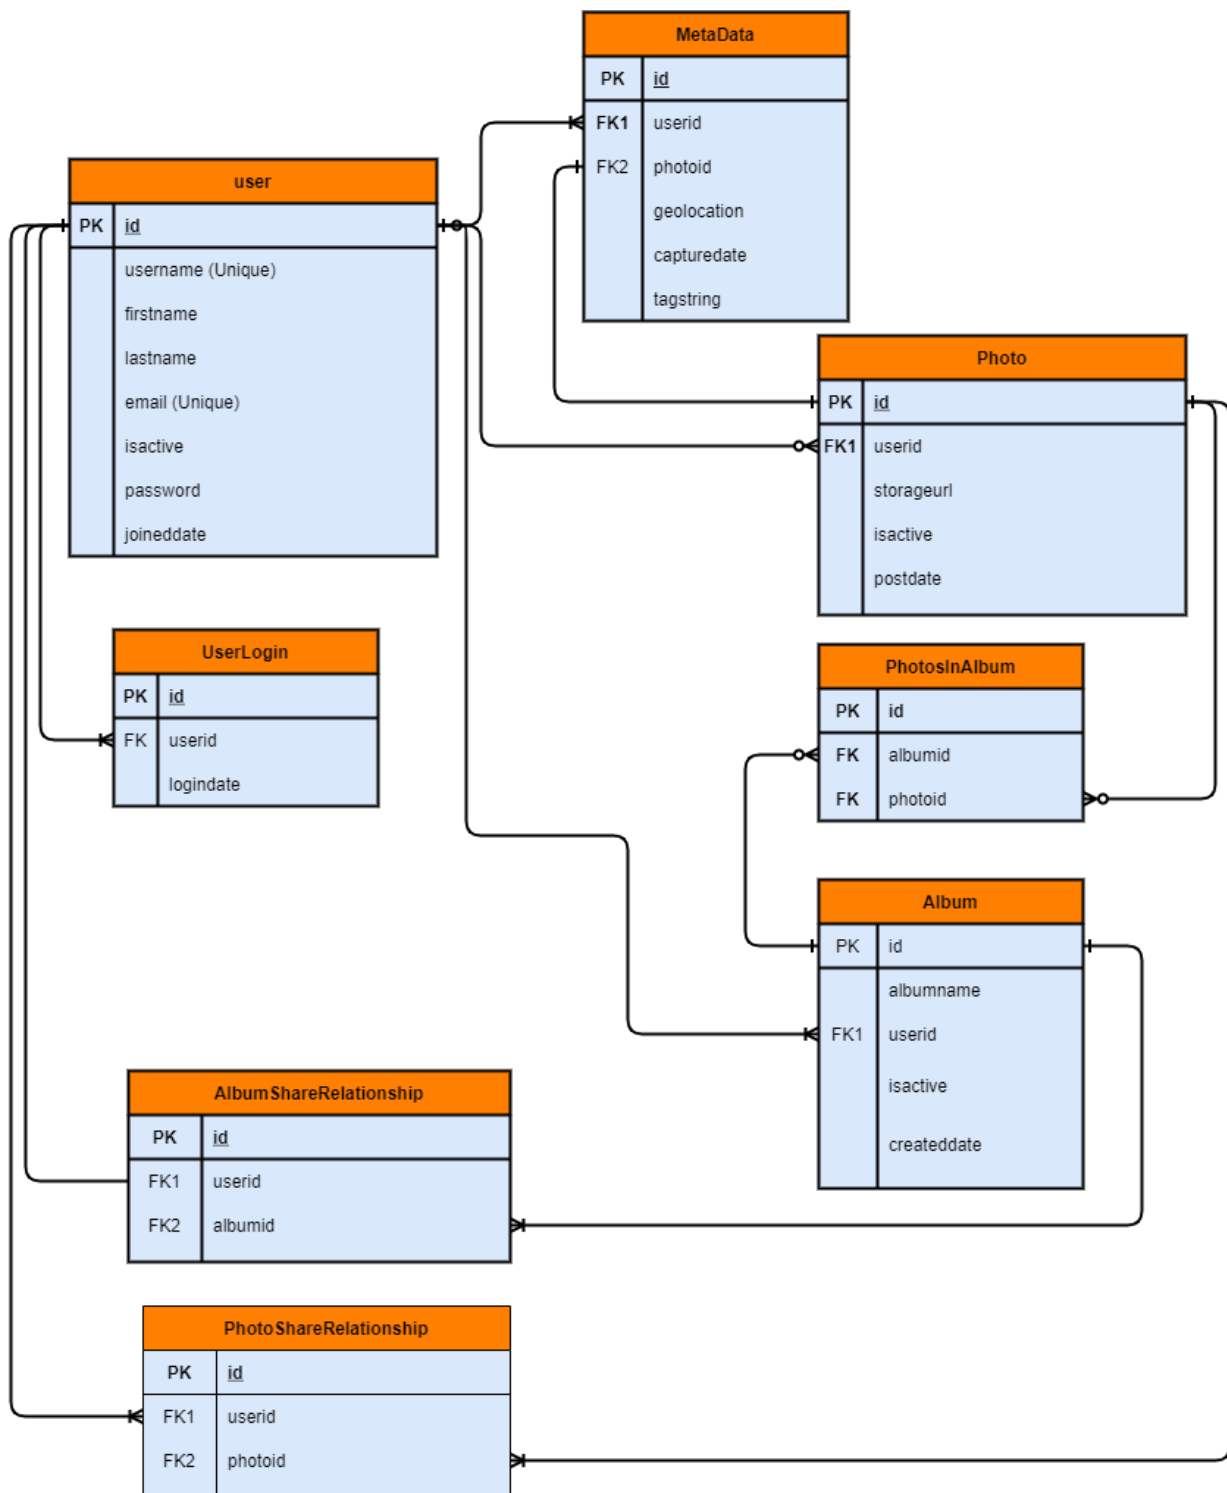 MetaData
PK id
FK1 userid
FK2 photoid
geolocation
capturedate
tagstring
user
PK id
username (Unique)
firstname
lastname
email (Unique)
isactive
password
joineddate
Photo
PK id
FK1 userid
storageurl
isactive
postdate
UserLogin
PK id
FK userid
logindate
PhotosInAlbum
PK id
FK albumid
FK photoid
Album
PK id
albumname
FK1 userid
isactive
createddate
AlbumShareRelationship
PK id
FK1 userid
FK2 albumid
PhotoShareRelationship
PK id
FK1 userid
FK2 photoid